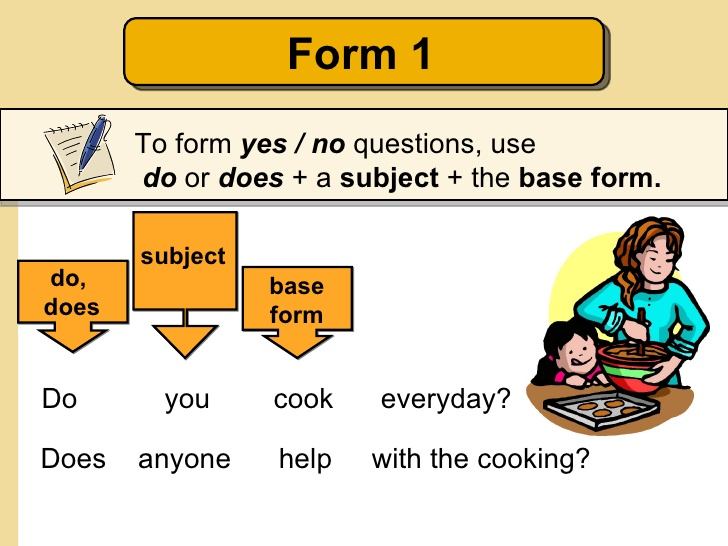 Form 1
To form yes / no questions, use
do or does + a subject + the base form.
subject
do,
does
base
form
Do you cook everyday?
Does anyone help with the cooking?